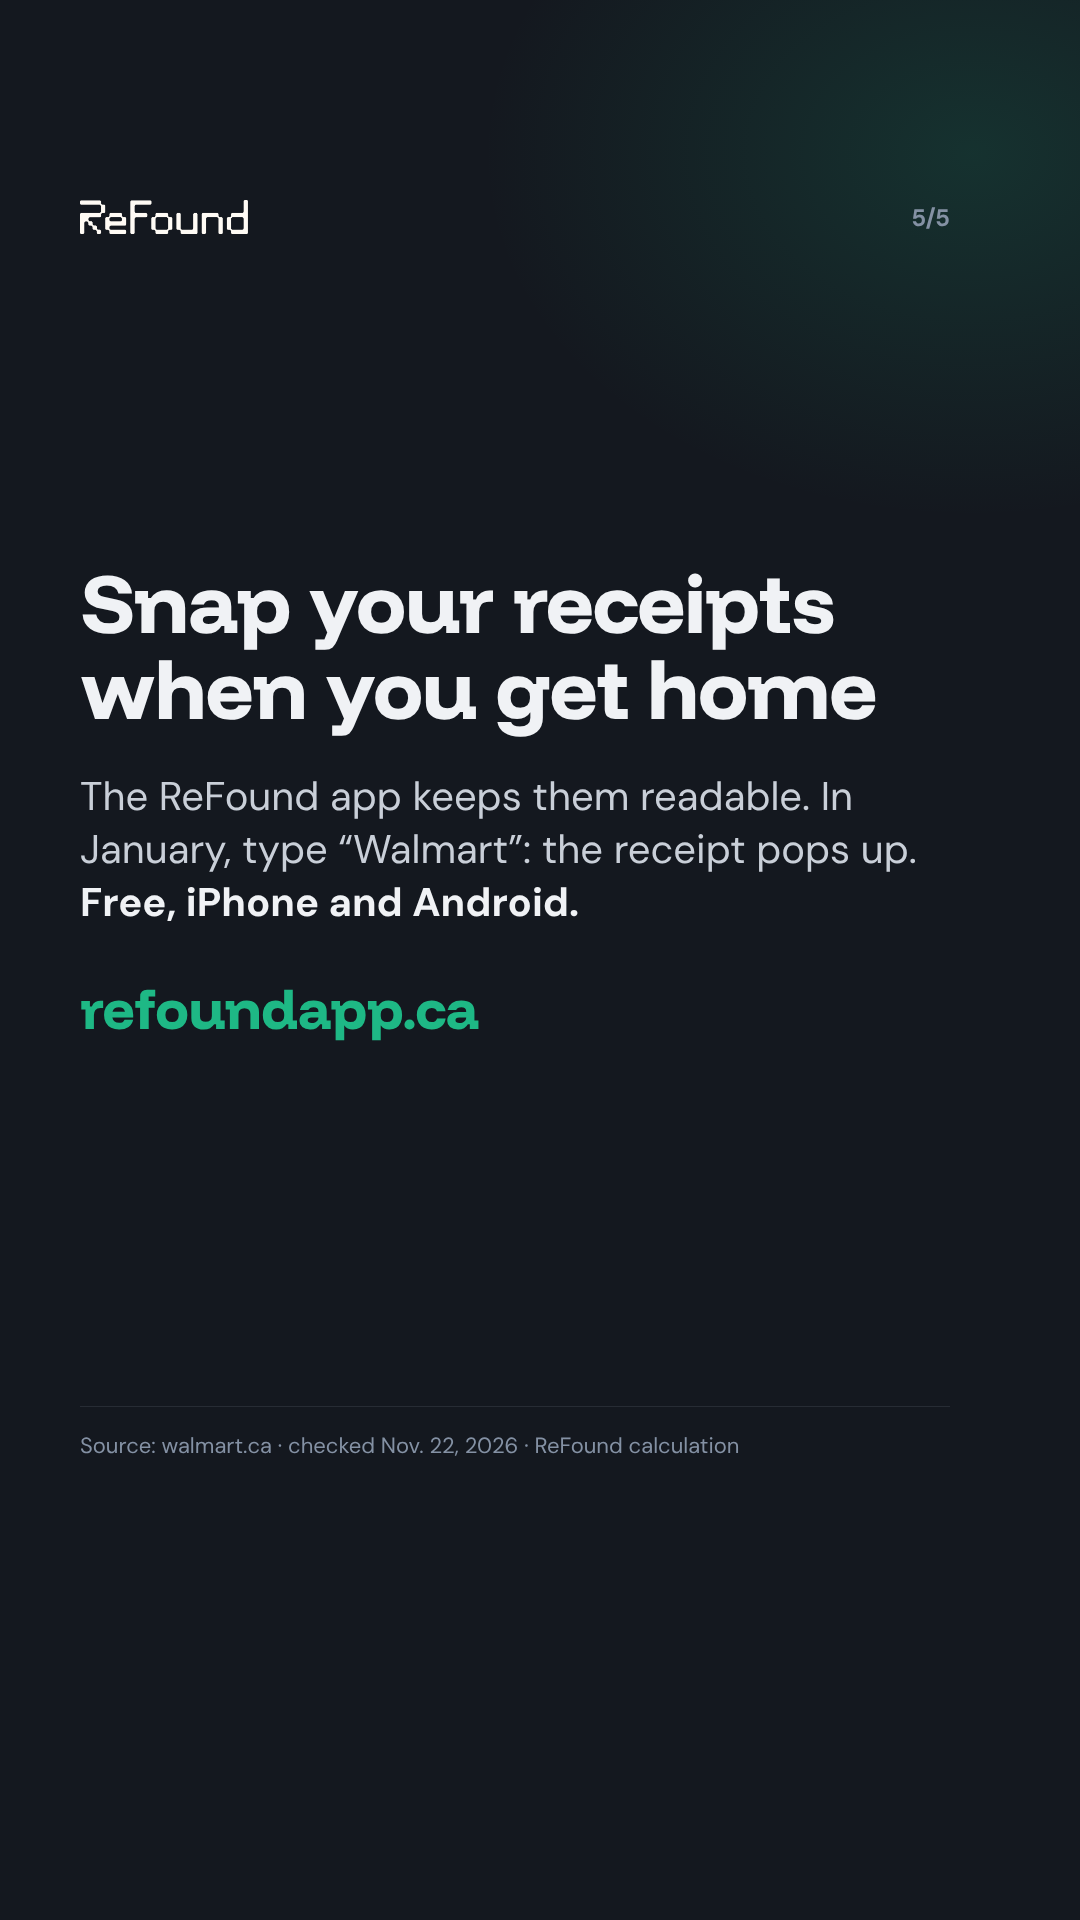 ReFound
5/5
Snap your receipts
when you get home
The ReFound app keeps them readable. In
January, type “Walmart”: the receipt pops up.
Free, iPhone and Android.
refoundapp.ca
Source: walmart.ca · checked Nov. 22, 2026 · ReFound calculation